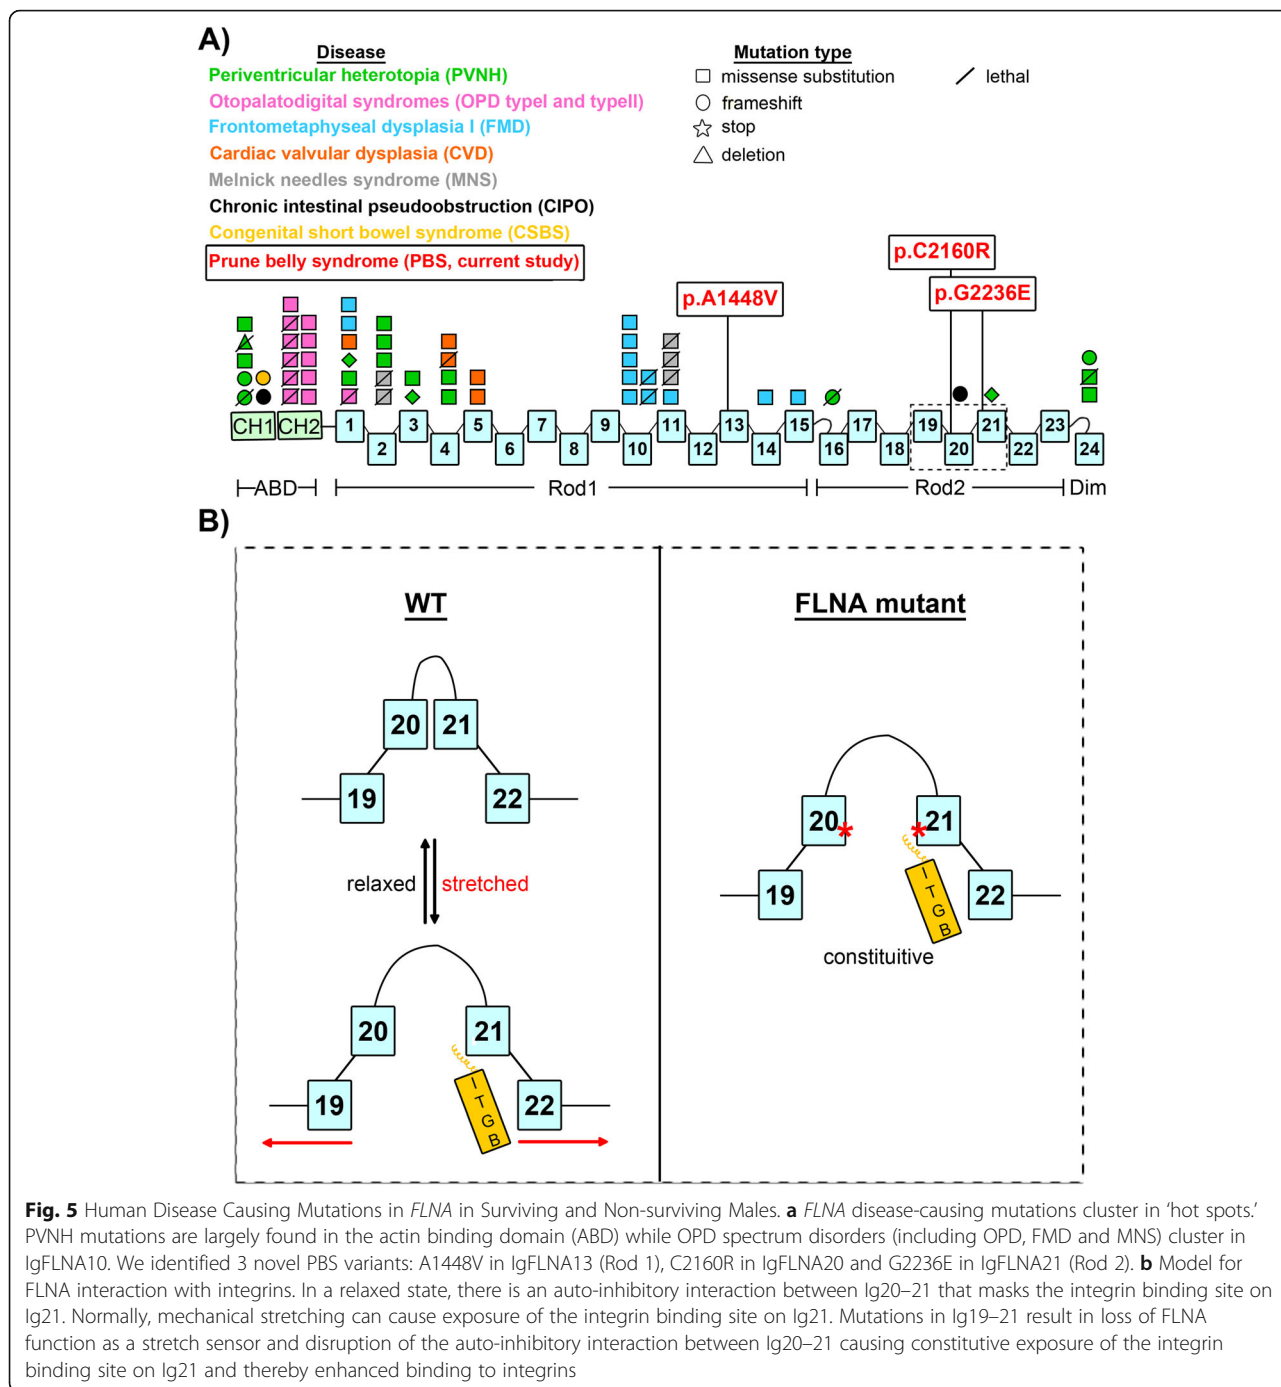 A)
Disease
Periventricular heterotopia (PVNH)
Otopalatodigital syndromes (OPD typeI and typeII)
Frontometaphyseal dysplasia I (FMD)
Cardiac valvular dysplasia (CVD)
Melnick needles syndrome (MNS)
Chronic intestinal pseudoobstruction (CIPO)
Congenital short bowel syndrome (CSBS)
Prune belly syndrome (PBS, current study)
Mutation type
missense substitution
lethal
frameshift
stop
deletion
p.C2160R
p.G2236E
p.A1448V
CH1 CH2 1 3 5 7 9 11 13 15 17 19 21 23
2 4 6 8 10 12 14 16 18 20 22 24
ABD Rod1 Rod2 Dim
B)
WT
20 21
19 22
relaxed stretched
20 21
19 22
I
T
G
B
FLNA mutant
20* *21
19 22
I
T
G
B
constituitive
Fig. 5 Human Disease Causing Mutations in FLNA in Surviving and Non-surviving Males. a FLNA disease-causing mutations cluster in ‘hot spots.’
PVNH mutations are largely found in the actin binding domain (ABD) while OPD spectrum disorders (including OPD, FMD and MNS) cluster in
IgFLNA10. We identified 3 novel PBS variants: A1448V in IgFLNA13 (Rod 1), C2160R in IgFLNA20 and G2236E in IgFLNA21 (Rod 2). b Model for
FLNA interaction with integrins. In a relaxed state, there is an auto-inhibitory interaction between Ig20–21 that masks the integrin binding site on
Ig21. Normally, mechanical stretching can cause exposure of the integrin binding site on Ig21. Mutations in Ig19–21 result in loss of FLNA
function as a stretch sensor and disruption of the auto-inhibitory interaction between Ig20–21 causing constitutive exposure of the integrin
binding site on Ig21 and thereby enhanced binding to integrins